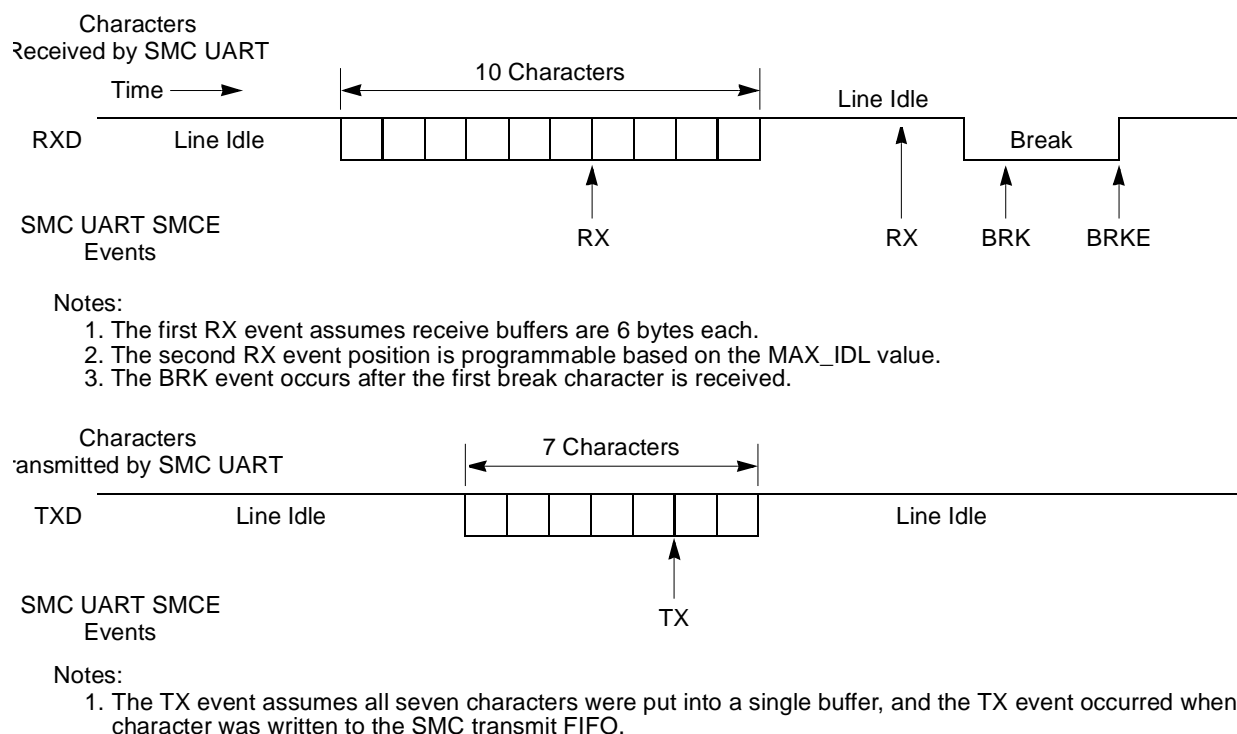 Characters
Received by SMC UART
10 Characters
Time
Line Idle
RXD
Line Idle
Break
SMC UART SMCE
Events
RX
RX
BRK
BRKE
Notes:
1. The first RX event assumes receive buffers are 6 bytes each.
2. The second RX event position is programmable based on the MAX_IDL value.
3. The BRK event occurs after the first break character is received.
Characters
ransmitted by SMC UART
7 Characters
TXD
Line Idle
Line Idle
SMC UART SMCE
Events
TX
Notes:
1. The TX event assumes all seven characters were put into a single buffer, and the TX event occurred when
character was written to the SMC transmit FIFO.